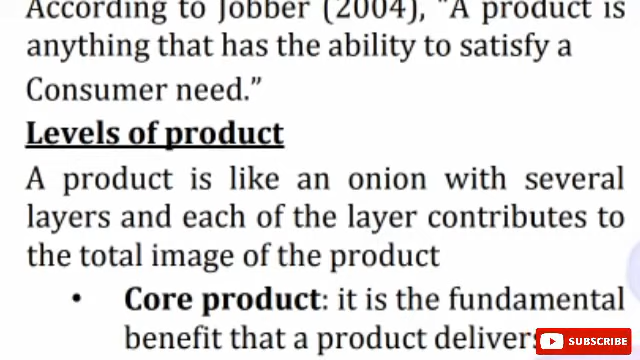 According to Jobber (2004), "A product is
anything that has the ability to satisfy a
Consumer need."
Levels of product
A product is like an onion with several
layers and each of the layer contributes to
the total image of the product
• Core product: it is the fundamental
benefit that a product delivers
SUBSCRIBE